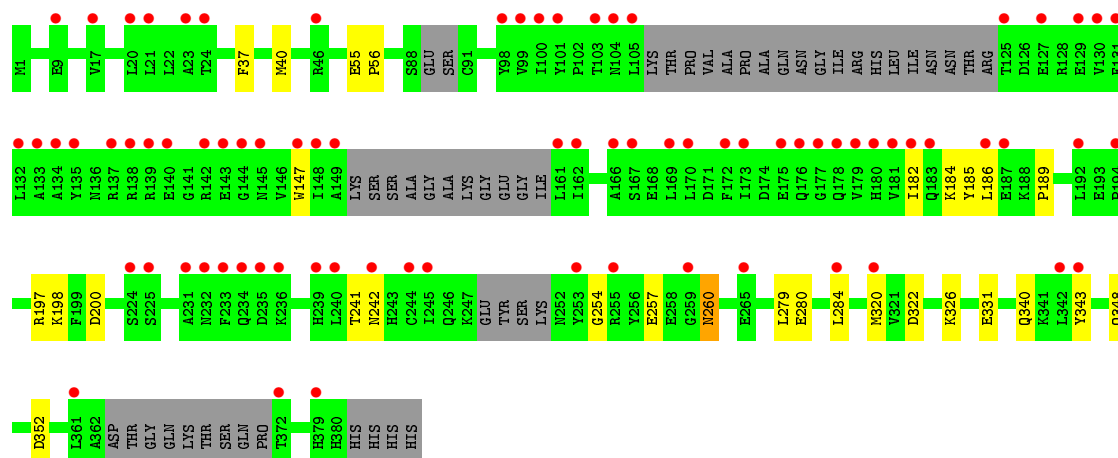 M1 E9 V17 L20 L21 L22 A23 T24 F37 M40 R46 E55 P56 S88 GLU SER C91 Y98 V99 I100 Y101 P102 T103 N104 L105 LYS THR PRO VAL ALA PRO ALA GLN ASN GLY ILE ARG HIS LEU ILE ASN ASN THR ARG T125 D126 E127 R128 E129 V130 E131
L132 A133 A134 Y135 N136 R137 R138 R139 E140 G141 R142 E143 G144 N145 V146 W147 I148 A149 LYS SER SER ALA GLY ALA LYS GLY GLU GLY ILE L161 I162 A166 S167 E168 L169 L170 D171 F172 I173 D174 E175 Q176 G177 Q178 V179 H180 V181 I182 Q183 K184 Y185 L186 E187 K188 P189 L192 E193 P194
R197 K198 F199 D200 S224 S225 A231 N232 F233 Q234 D235 K236 H239 L240 T241 N242 H243 C244 I245 Q246 K247 GLU TYR SER LYS N252 Y253 G254 R255 Y256 E257 E258 G259 N260 E265 L279 E280 L284 M320 V321 D322 K326 E331 Q340 K341 L342 Y343 Q348
D352 L361 A362 ASP THR GLY GLN LYS THR SER GLN PRO T372 H379 H380 HIS HIS HIS HIS